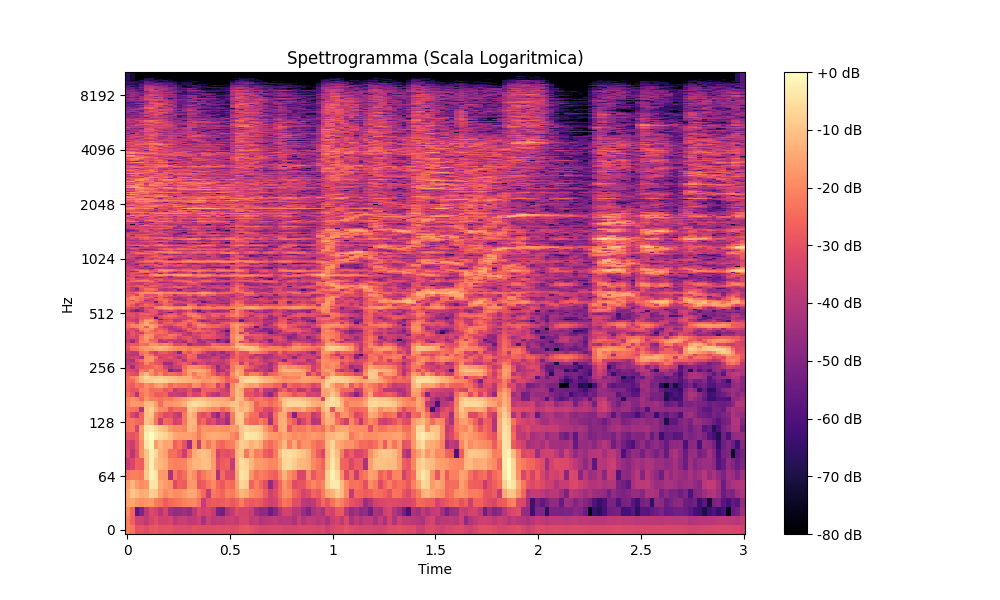 Spettrogramma (Scala Logaritmica)
Hz
8192
4096
2048
1024
512
256
128
64
0
0
0.5
1
1.5
2
2.5
3
Time
+0 dB
-10 dB
-20 dB
-30 dB
-40 dB
-50 dB
-60 dB
-70 dB
-80 dB